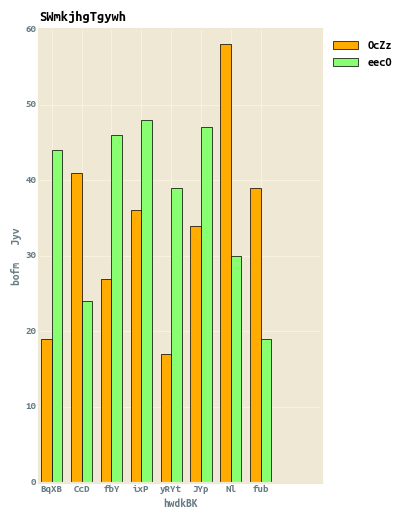 SWmkjhgTgywh
OcZz
eecO
60
50
40
30
20
10
0
bofm Jyv
BqXB CcD fbY ixP yRYt JYp Nl fub
hwdkBK